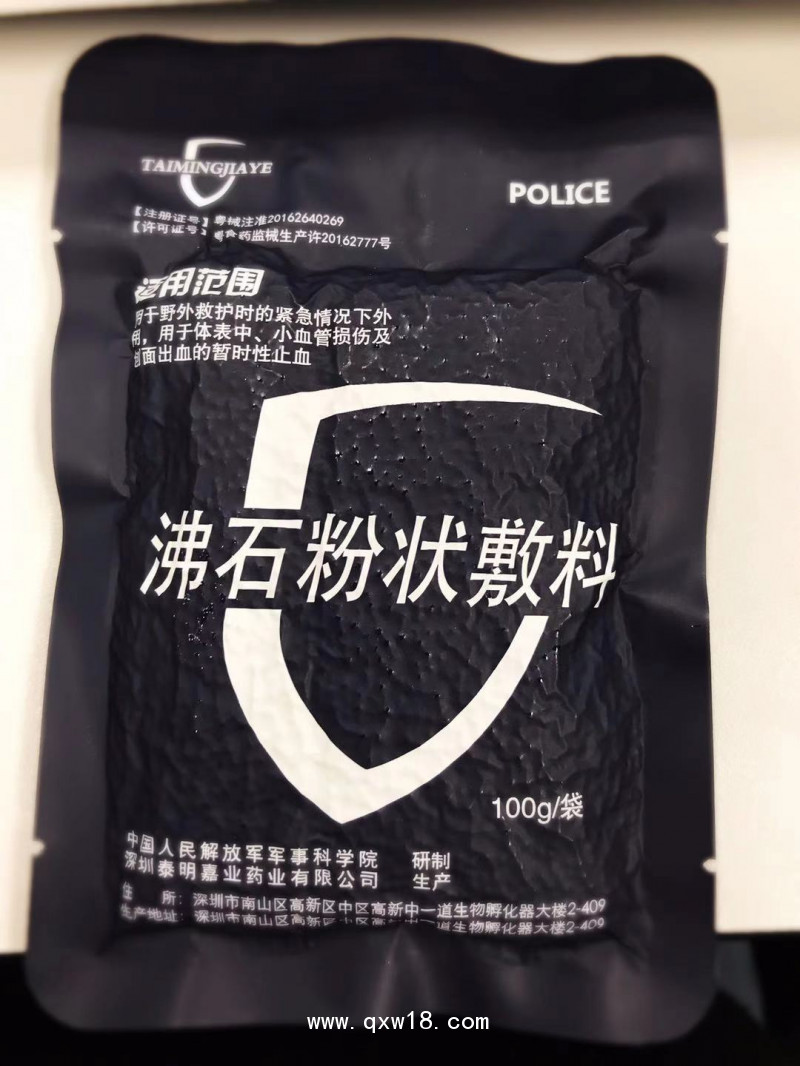 TAIMINGJIAYE
POLICE
【注册证号】粤械注准20162640269
【许可证号】粤食药监械生产许20162777号
适用范围
用于野外救护时的紧急情况下外
用，用于体表中、小血管损伤及
创面出血的暂时性止血
沸石粉状敷料
100g/袋
中国人民解放军军事科学院 研制
深圳泰明嘉业药业有限公司 生产
住 所：深圳市南山区高新区中区高新中一道生物孵化器大楼2-409
生产地址：深圳市南山区高新区中区高新中一道生物孵化器大楼2-409
www.qxw18.com